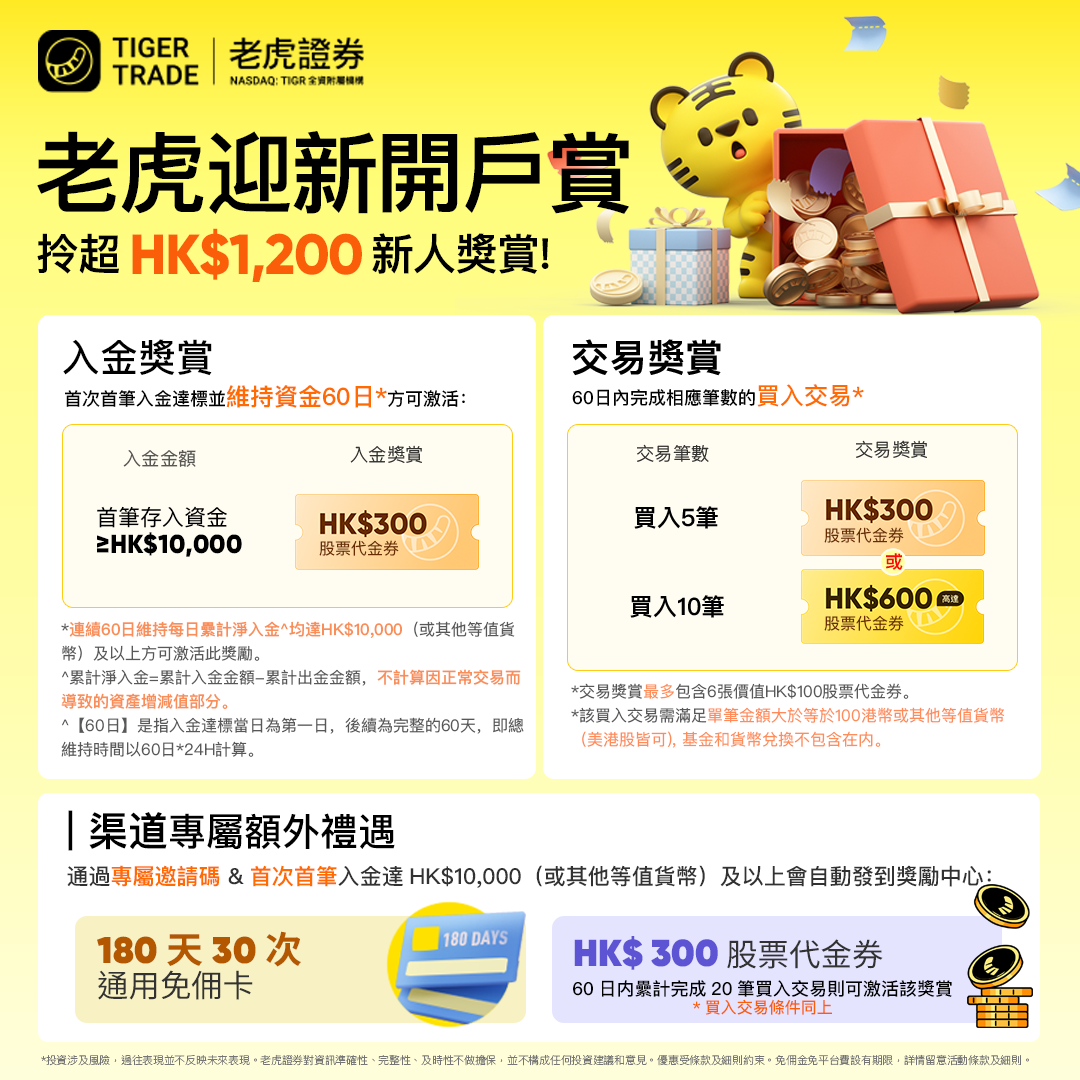 TIGER TRADE
老虎證券
NASDAQ: TIGR 全資附屬機構
老虎迎新開戶賞
拎超 HK$1,200 新人獎賞!
入金獎賞
首次首筆入金達標並維持資金60日*方可激活:
入金金額
入金獎賞
首筆存入資金
≥HK$10,000
HK$300
股票代金券
*連續60日維持每日累計淨入金^均達HK$10,000（或其他等值貨
幣）及以上方可激活此獎勵。
^累計淨入金=累計入金金額-累計出金金額，不計算因正常交易而
導致的資產增減值部分。
^【60日】是指入金達標當日為第一日，後續為完整的60天，即總
維持時間以60日*24H計算。
交易獎賞
60日內完成相應筆數的買入交易*
交易筆數
交易獎賞
買入5筆
HK$300
股票代金券
或
買入10筆
HK$600 高達
股票代金券
*交易獎賞最多包含6張價值HK$100股票代金券。
*該買入交易需滿足單筆金額大於等於100港幣或其他等值貨幣
（美港股皆可), 基金和貨幣兌換不包含在内。
渠道專屬額外禮遇
通過專屬邀請碼 & 首次首筆入金達 HK$10,000（或其他等值貨幣）及以上會自動發到獎勵中心:
180 天 30 次
通用免佣卡
180 DAYS
HK$ 300 股票代金券
60 日内累計完成 20 筆買入交易則可激活該獎賞
* 買入交易條件同上
*投資涉及風險，過往表現並不反映未來表現。老虎證券對資訊準確性、完整性、及時性不做擔保，並不構成任何投資建議和意見。優惠受條款及細則約束。免佣金免平台費設有期限，詳情留意活動條款及細則。